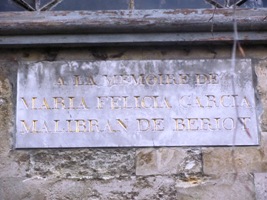 A LA MEMOIRE DE
MARIA FELICIA GARCIA
MALIBRAN DE BERIOT